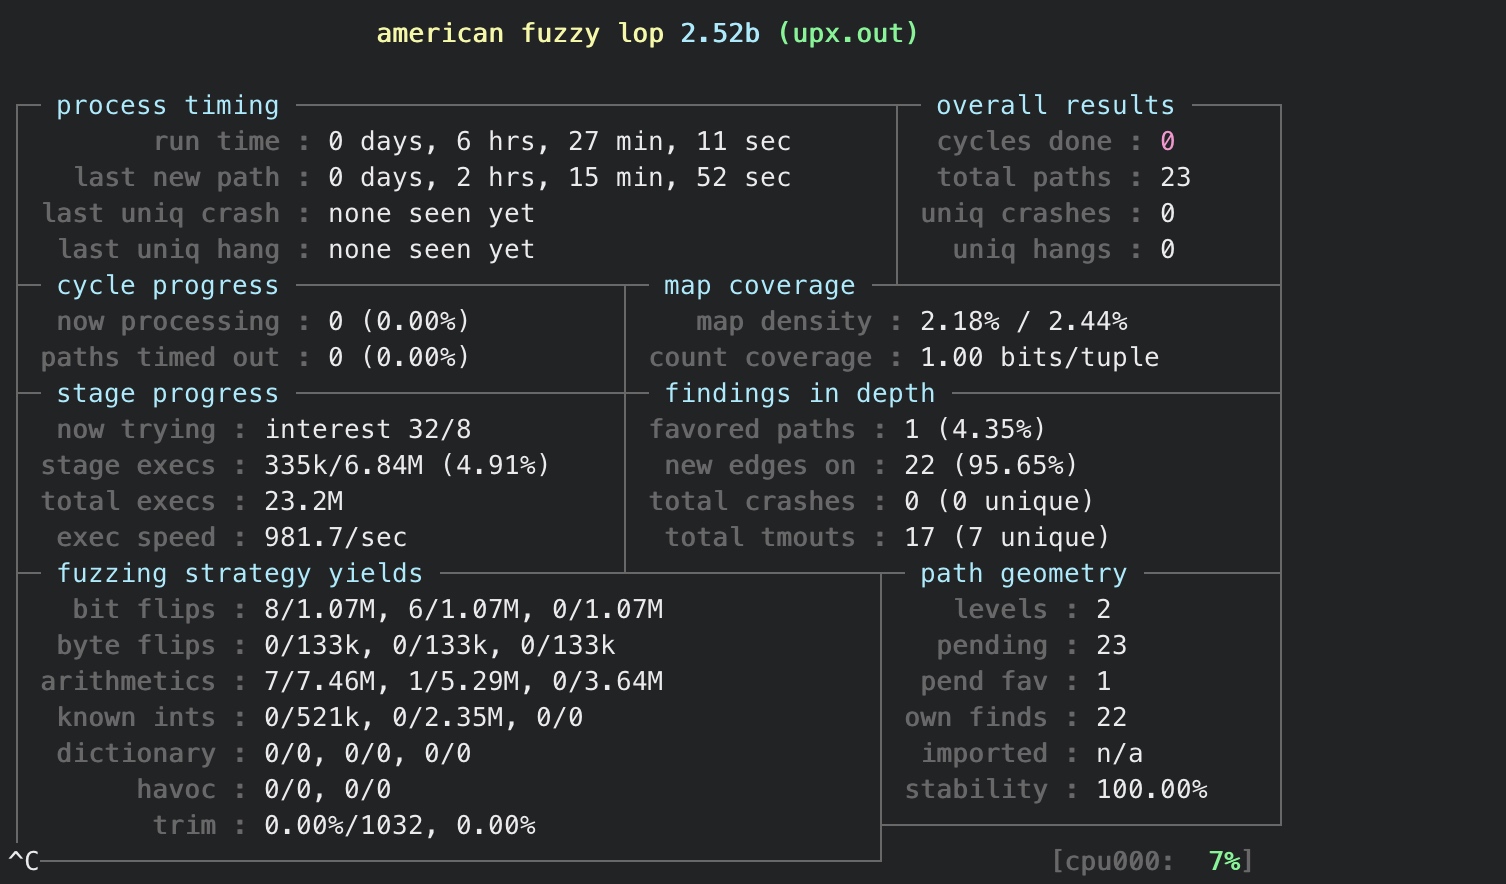 american fuzzy lop 2.52b (upx.out)
process timing
overall results
run time : 0 days, 6 hrs, 27 min, 11 sec
cycles done : 0
last new path : 0 days, 2 hrs, 15 min, 52 sec
total paths : 23
last uniq crash : none seen yet
uniq crashes : 0
last uniq hang : none seen yet
uniq hangs : 0
cycle progress
map coverage
now processing : 0 (0.00%)
map density : 2.18% / 2.44%
paths timed out : 0 (0.00%)
count coverage : 1.00 bits/tuple
stage progress
findings in depth
now trying : interest 32/8
favored paths : 1 (4.35%)
stage execs : 335k/6.84M (4.91%)
new edges on : 22 (95.65%)
total execs : 23.2M
total crashes : 0 (0 unique)
exec speed : 981.7/sec
total tmouts : 17 (7 unique)
fuzzing strategy yields
path geometry
bit flips : 8/1.07M, 6/1.07M, 0/1.07M
levels : 2
byte flips : 0/133k, 0/133k, 0/133k
pending : 23
arithmetics : 7/7.46M, 1/5.29M, 0/3.64M
pend fav : 1
known ints : 0/521k, 0/2.35M, 0/0
own finds : 22
dictionary : 0/0, 0/0, 0/0
imported : n/a
havoc : 0/0, 0/0
stability : 100.00%
trim : 0.00%/1032, 0.00%
^C
[cpu000: 7%]